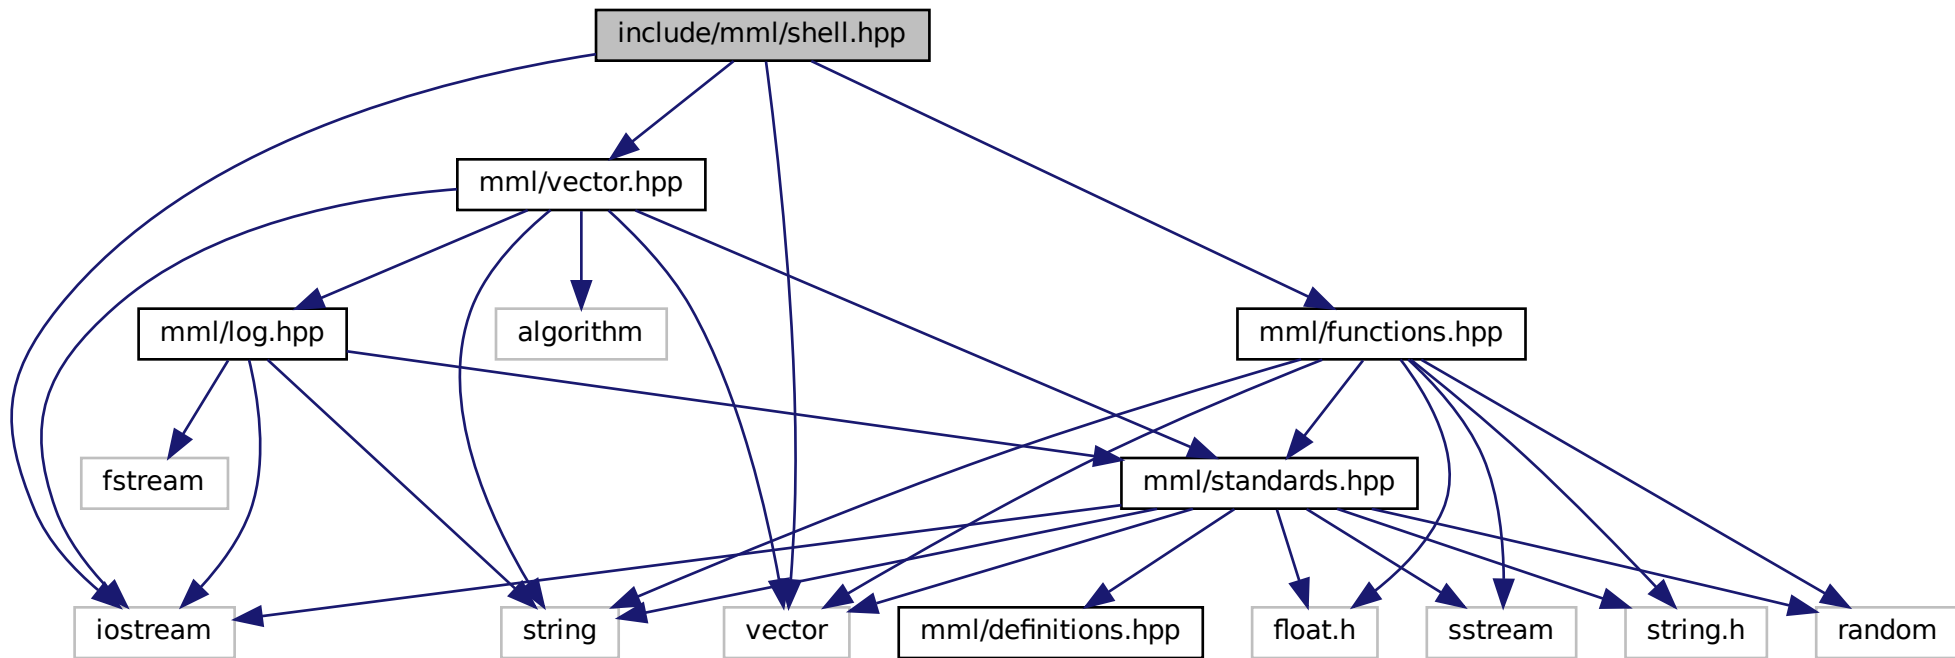 include/mml/shell.hpp
mml/vector.hpp
mml/log.hpp
algorithm
mml/functions.hpp
fstream
mml/standards.hpp
iostream
string
vector
mml/definitions.hpp
float.h
sstream
string.h
random